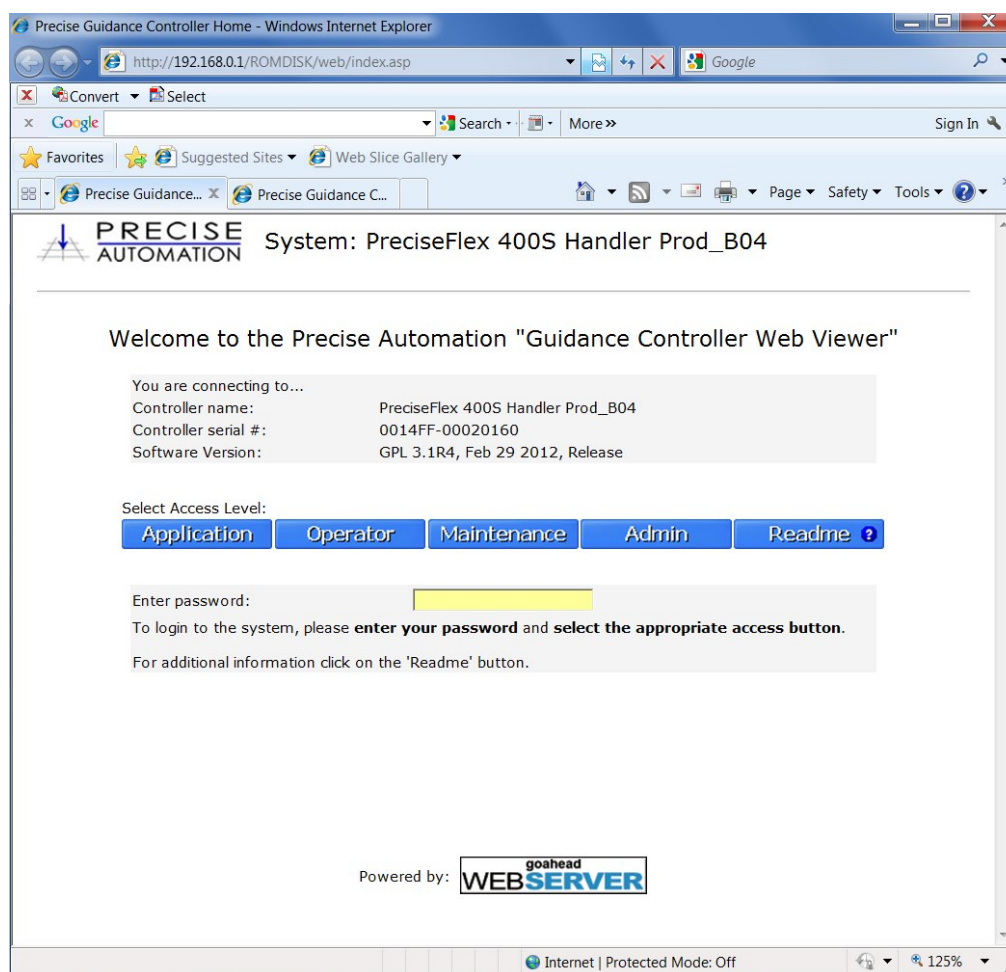 Precise Guidance Controller Home - Windows Internet Explorer
http://192.168.0.1/ROMDISK/web/index.asp Google
x Convert Select
x Google Search More» Sign In
Favorites Suggested Sites Web Slice Gallery
Precise Guidance... X Precise Guidance C... Page Safety Tools
PRECISE
AUTOMATION
System: PreciseFlex 400S Handler Prod_B04
Welcome to the Precise Automation "Guidance Controller Web Viewer"
You are connecting to...
Controller name: PreciseFlex 400S Handler Prod_B04
Controller serial #: 0014FF-00020160
Software Version: GPL 3.1R4, Feb 29 2012, Release
Select Access Level:
Application Operator Maintenance Admin Readme ?
Enter password:
To login to the system, please enter your password and select the appropriate access button.
For additional information click on the 'Readme' button.
Powered by: goahead WEBSERVER
Internet | Protected Mode: Off 125%